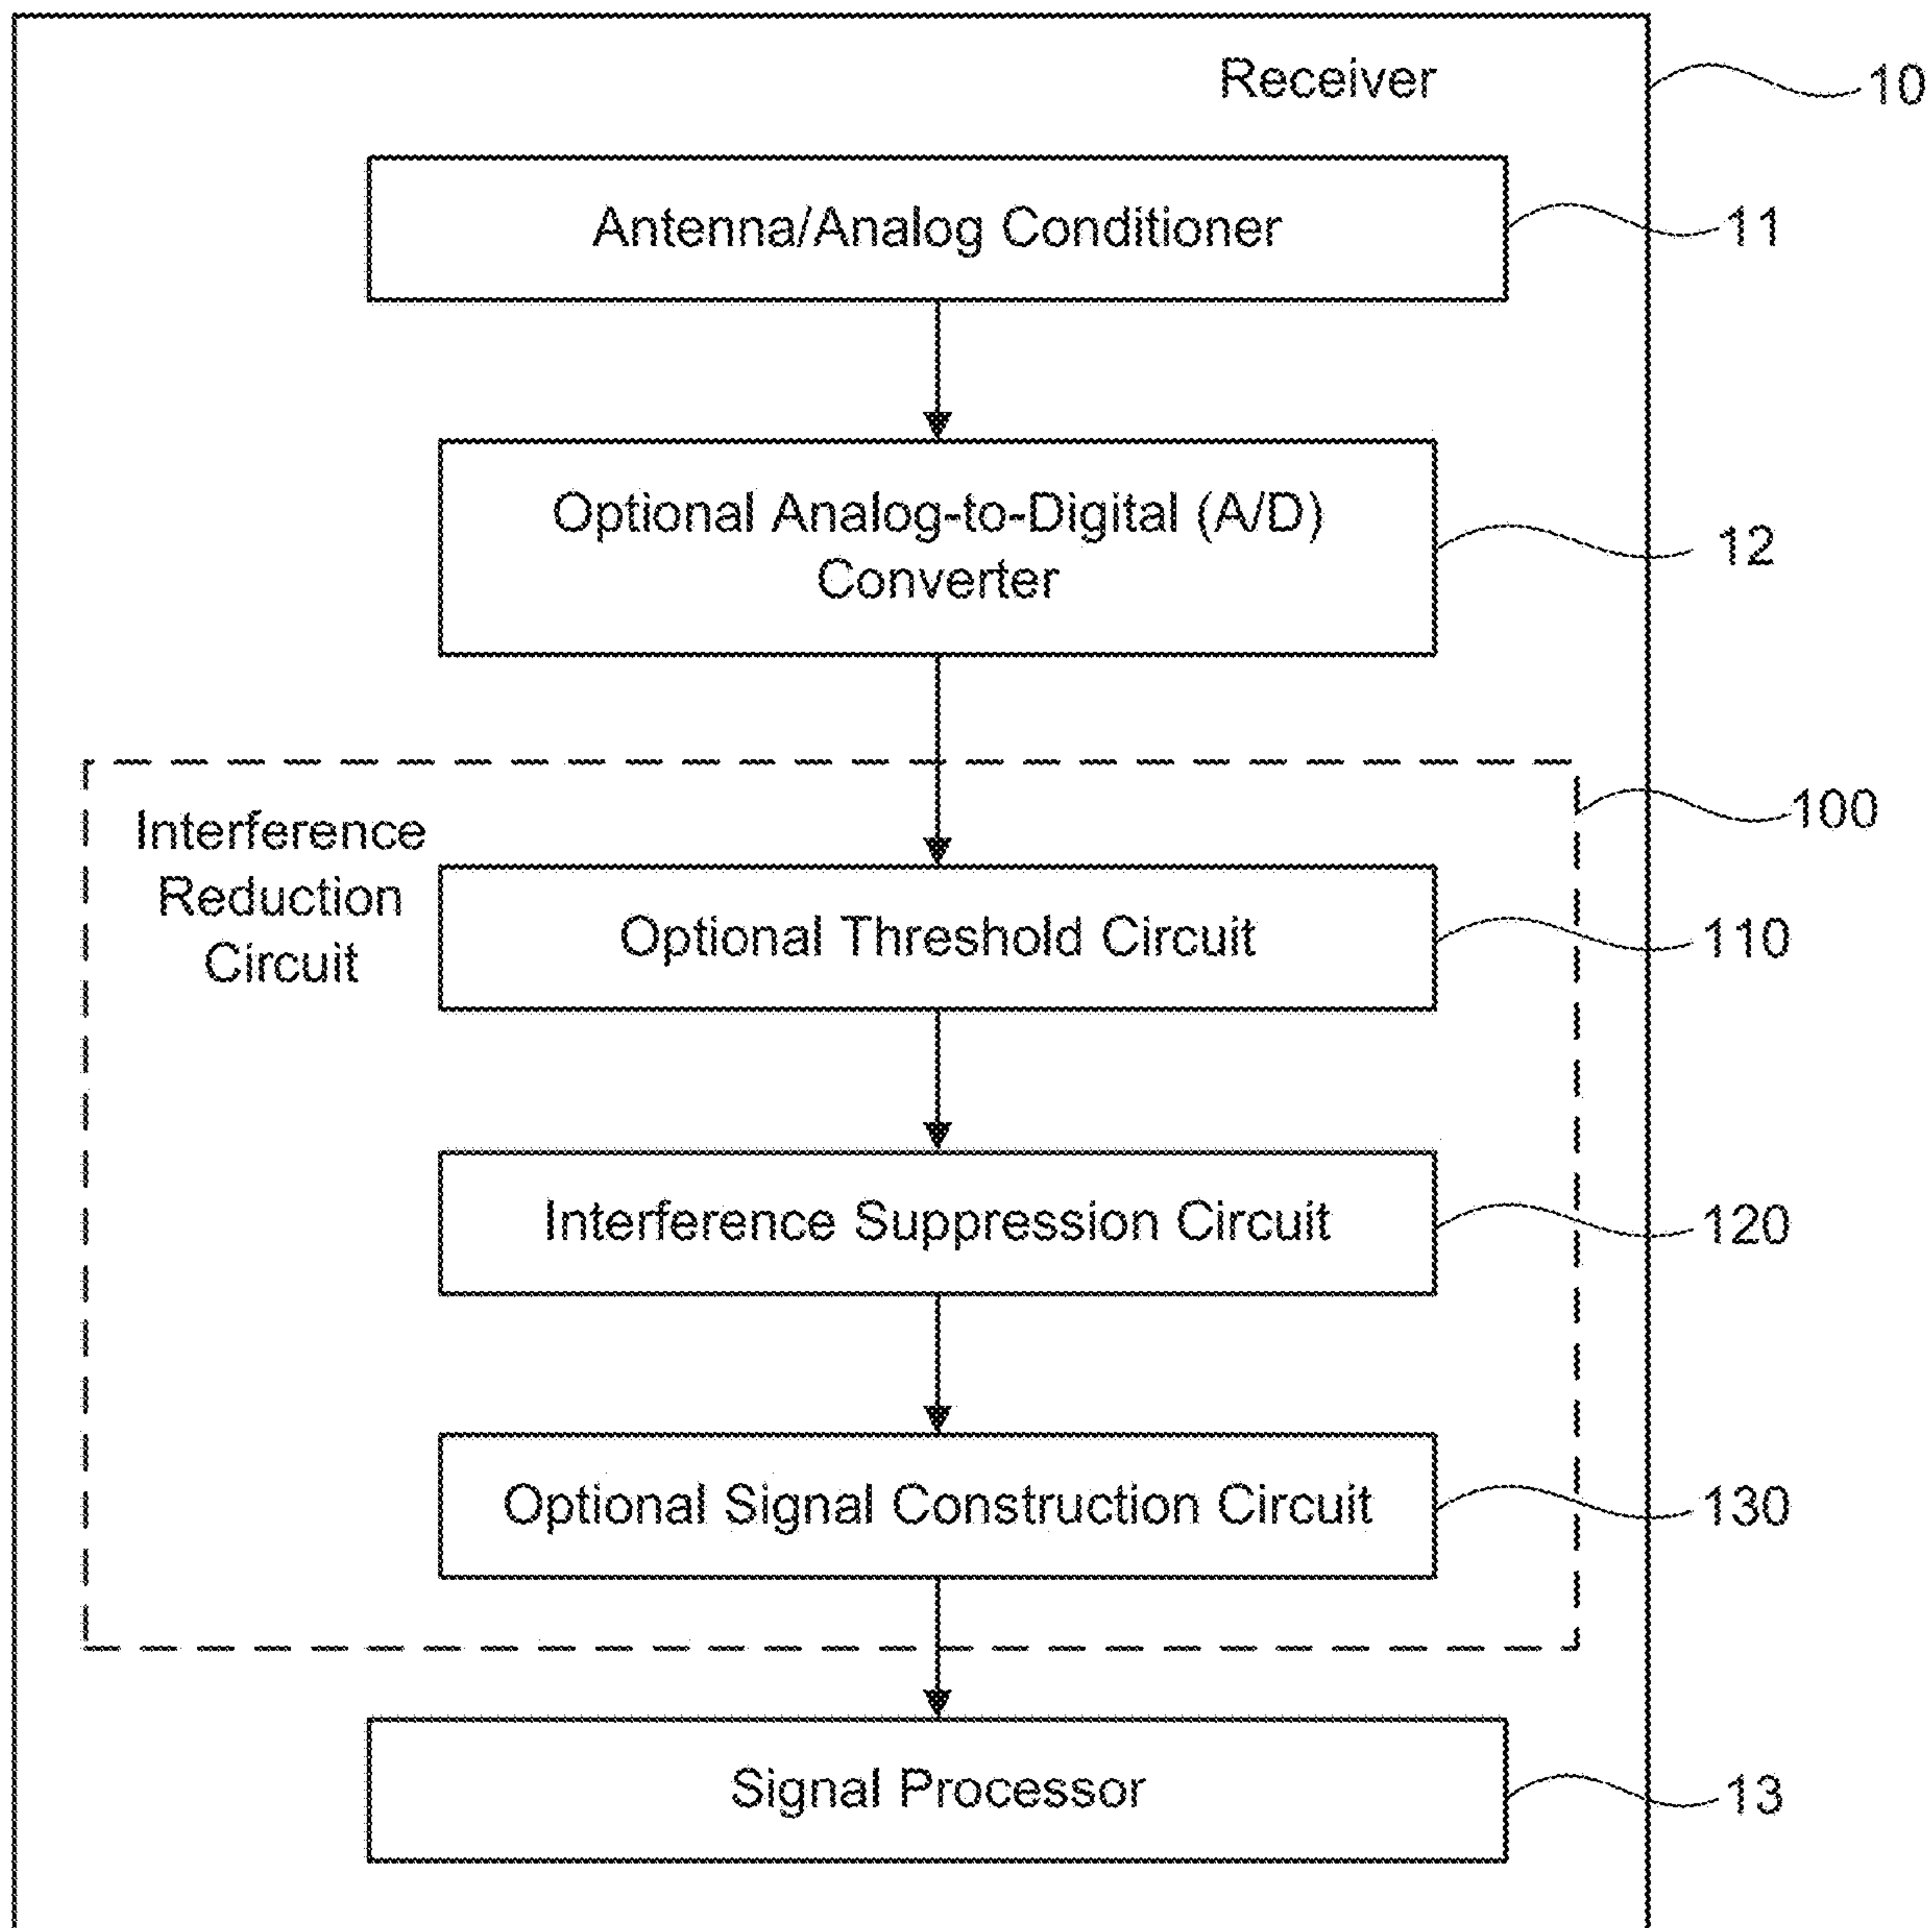 Receiver
10
Antenna/Analog Conditioner
11
Optional Analog-to-Digital (A/D)
Converter
12
Interference
Reduction
Circuit
100
Optional Threshold Circuit
110
Interference Suppression Circuit
120
Optional Signal Construction Circuit
130
Signal Processor
13